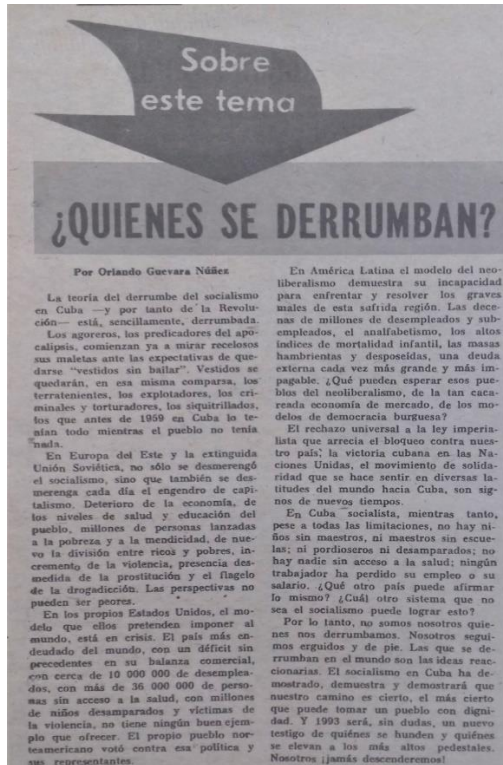 Sobre
este tema
¿QUIENES SE DERRUMBAN?
Por Orlando Guevara Núñez
La teoría del derrumbe del socialismo
en Cuba —y por tanto de la Revolu-
ción— está, sencillamente, derrumbada.
Los agoreros, los predicadores del apo-
calipsis, comienzan ya a mirar recelosos
sus maletas ante las expectativas de que-
darse "vestidos sin bailar". Vestidos se
quedarán, en esa misma comparsa, los
terratenientes, los explotadores, los cri-
minales y torturadores, los siquitrillados,
los que antes de 1959 en Cuba lo te-
nían todo mientras el pueblo no tenía
nada.
En Europa del Este y la extinguida
Unión Soviética, no sólo se desmerengó
el socialismo, sino que también se des-
merenga cada día el engendro de capi-
talismo. Deterioro de la economía, de
los niveles de salud y educación del
pueblo, millones de personas lanzadas
a la pobreza y a la mendicidad, de nue-
vo la división entre ricos y pobres, in-
cremento de la violencia, presencia des-
medida de la prostitución y el flagelo
de la drogadicción. Las perspectivas no
pueden ser peores.
En los propios Estados Unidos, el mo-
delo que ellos pretenden imponer al
mundo, está en crisis. El país más en-
deudado del mundo, con un déficit sin
precedentes en su balanza comercial,
con cerca de 10 000 000 de desemplea-
dos, con más de 36 000 000 de perso-
nas sin acceso a la salud, con millones
de niños desamparados y víctimas de
la violencia, no tiene ningún buen ejem-
plo que ofrecer. El propio pueblo nor-
teamericano votó contra esa política y
sus representantes.
En América Latina el modelo del neo-
liberalismo demuestra su incapacidad
para enfrentar y resolver los graves
males de esta sufrida región. Las dece-
nas de millones de desempleados y sub-
empleados, el analfabetismo, los altos
índices de mortalidad infantil, las masas
hambrientas y desposeídas, una deuda
externa cada vez más grande y más im-
pagable. ¿Qué pueden esperar esos pue-
blos del neoliberalismo, de la tan caca-
reada economía de mercado, de los mo-
delos de democracia burguesa?
El rechazo universal a la ley imperia-
lista que arrecia el bloqueo contra nues-
tro país, la victoria cubana en las Na-
ciones Unidas, el movimiento de solida-
ridad que se hace sentir en diversas la-
titudes del mundo hacia Cuba, son sig-
nos de nuevos tiempos.
En Cuba socialista, mientras tanto,
pese a todas las limitaciones, no hay ni-
ños sin maestros, ni maestros sin escue-
las; ni pordioseros ni desamparados; no
hay nadie sin acceso a la salud; ningún
trabajador ha perdido su empleo o su
salario. ¿Qué otro país puede afirmar
lo mismo? ¿Cuál otro sistema que no
sea el socialismo puede lograr esto?
Por lo tanto, no somos nosotros quie-
nes nos derrumbamos. Nosotros segui-
mos erguidos y de pie. Las que se de-
rrumban en el mundo son las ideas reac-
cionarias. El socialismo en Cuba ha de-
mostrado, demuestra y demostrará que
nuestro camino es cierto, el más cierto
que puede tomar un pueblo con digni-
dad. Y 1993 será, sin dudas, un nuevo
testigo de quiénes se hunden y quiénes
se elevan a los más altos pedestales.
Nosotros ¡jamás descenderemos!